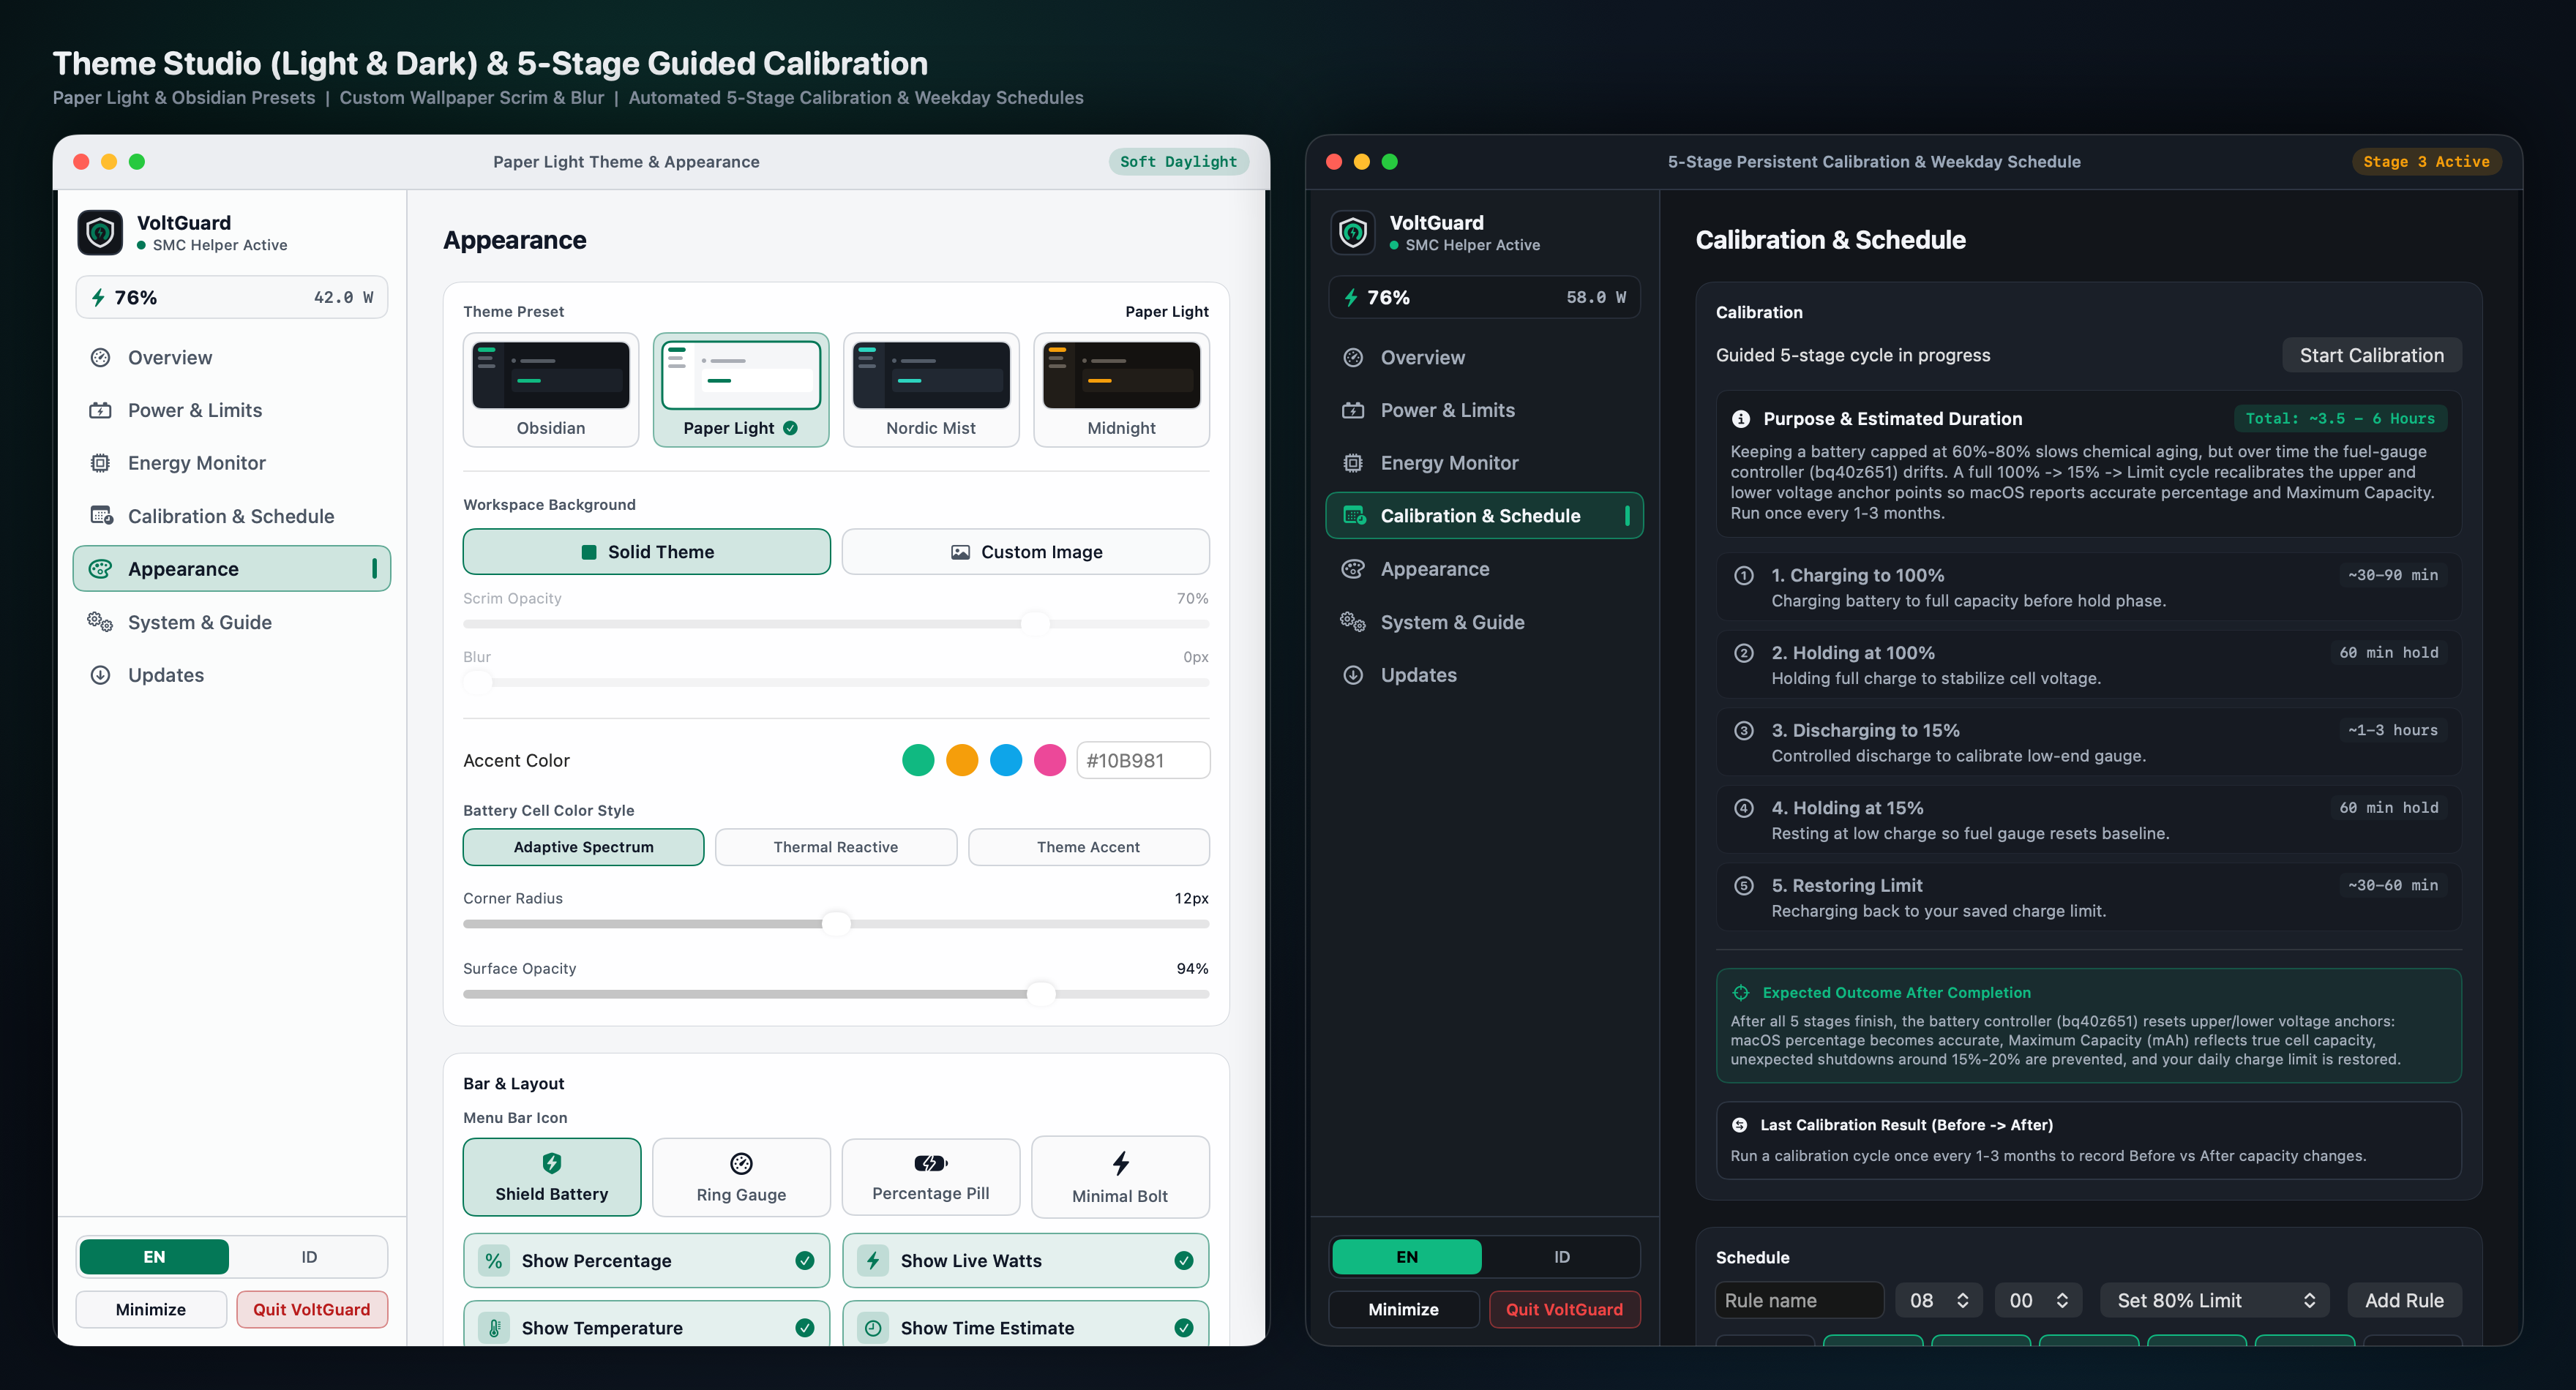 Theme Studio (Light & Dark) & 5-Stage Guided Calibration
Paper Light & Obsidian Presets | Custom Wallpaper Scrim & Blur | Automated 5-Stage Calibration & Weekday Schedules
Paper Light Theme & Appearance
Soft Daylight
VoltGuard
SMC Helper Active
76%
42.0 W
Overview
Power & Limits
Energy Monitor
Calibration & Schedule
Appearance
System & Guide
Updates
EN
ID
Minimize
Quit VoltGuard
Appearance
Theme Preset
Paper Light
Obsidian
Paper Light
Nordic Mist
Midnight
Workspace Background
Solid Theme
Custom Image
Scrim Opacity
70%
Blur
0px
Accent Color
#10B981
Battery Cell Color Style
Adaptive Spectrum
Thermal Reactive
Theme Accent
Corner Radius
12px
Surface Opacity
94%
Bar & Layout
Menu Bar Icon
Shield Battery
Ring Gauge
Percentage Pill
Minimal Bolt
% Show Percentage
Show Live Watts
Show Temperature
Show Time Estimate
5-Stage Persistent Calibration & Weekday Schedule
Stage 3 Active
VoltGuard
SMC Helper Active
76%
58.0 W
Overview
Power & Limits
Energy Monitor
Calibration & Schedule
Appearance
System & Guide
Updates
EN
ID
Minimize
Quit VoltGuard
Calibration & Schedule
Calibration
Guided 5-stage cycle in progress
Start Calibration
Purpose & Estimated Duration
Total: ~3.5 – 6 Hours
Keeping a battery capped at 60%-80% slows chemical aging, but over time the fuel-gauge
controller (bq40z651) drifts. A full 100% -> 15% -> Limit cycle recalibrates the upper and
lower voltage anchor points so macOS reports accurate percentage and Maximum Capacity.
Run once every 1-3 months.
1 1. Charging to 100%
~30–90 min
Charging battery to full capacity before hold phase.
2 2. Holding at 100%
60 min hold
Holding full charge to stabilize cell voltage.
3 3. Discharging to 15%
~1–3 hours
Controlled discharge to calibrate low-end gauge.
4 4. Holding at 15%
60 min hold
Resting at low charge so fuel gauge resets baseline.
5 5. Restoring Limit
~30–60 min
Recharging back to your saved charge limit.
Expected Outcome After Completion
After all 5 stages finish, the battery controller (bq40z651) resets upper/lower voltage anchors:
macOS percentage becomes accurate, Maximum Capacity (mAh) reflects true cell capacity,
unexpected shutdowns around 15%-20% are prevented, and your daily charge limit is restored.
Last Calibration Result (Before -> After)
Run a calibration cycle once every 1-3 months to record Before vs After capacity changes.
Schedule
Rule name
08
00
Set 80% Limit
Add Rule